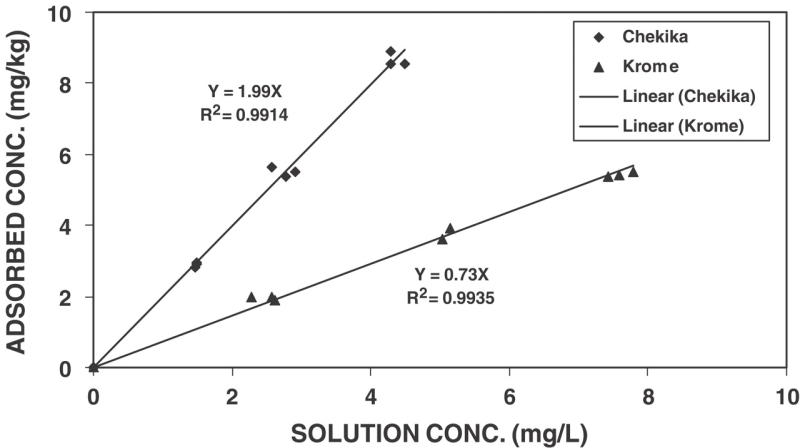 10
8
6
4
2
0
ADSORBED CONC. (mg/kg)
Chekika
Krome
Linear (Chekika)
Linear (Krome)
Y = 1.99X
R2 = 0.9914
Y = 0.73X
R2 = 0.9935
0 2 4 6 8 10
SOLUTION CONC. (mg/L)